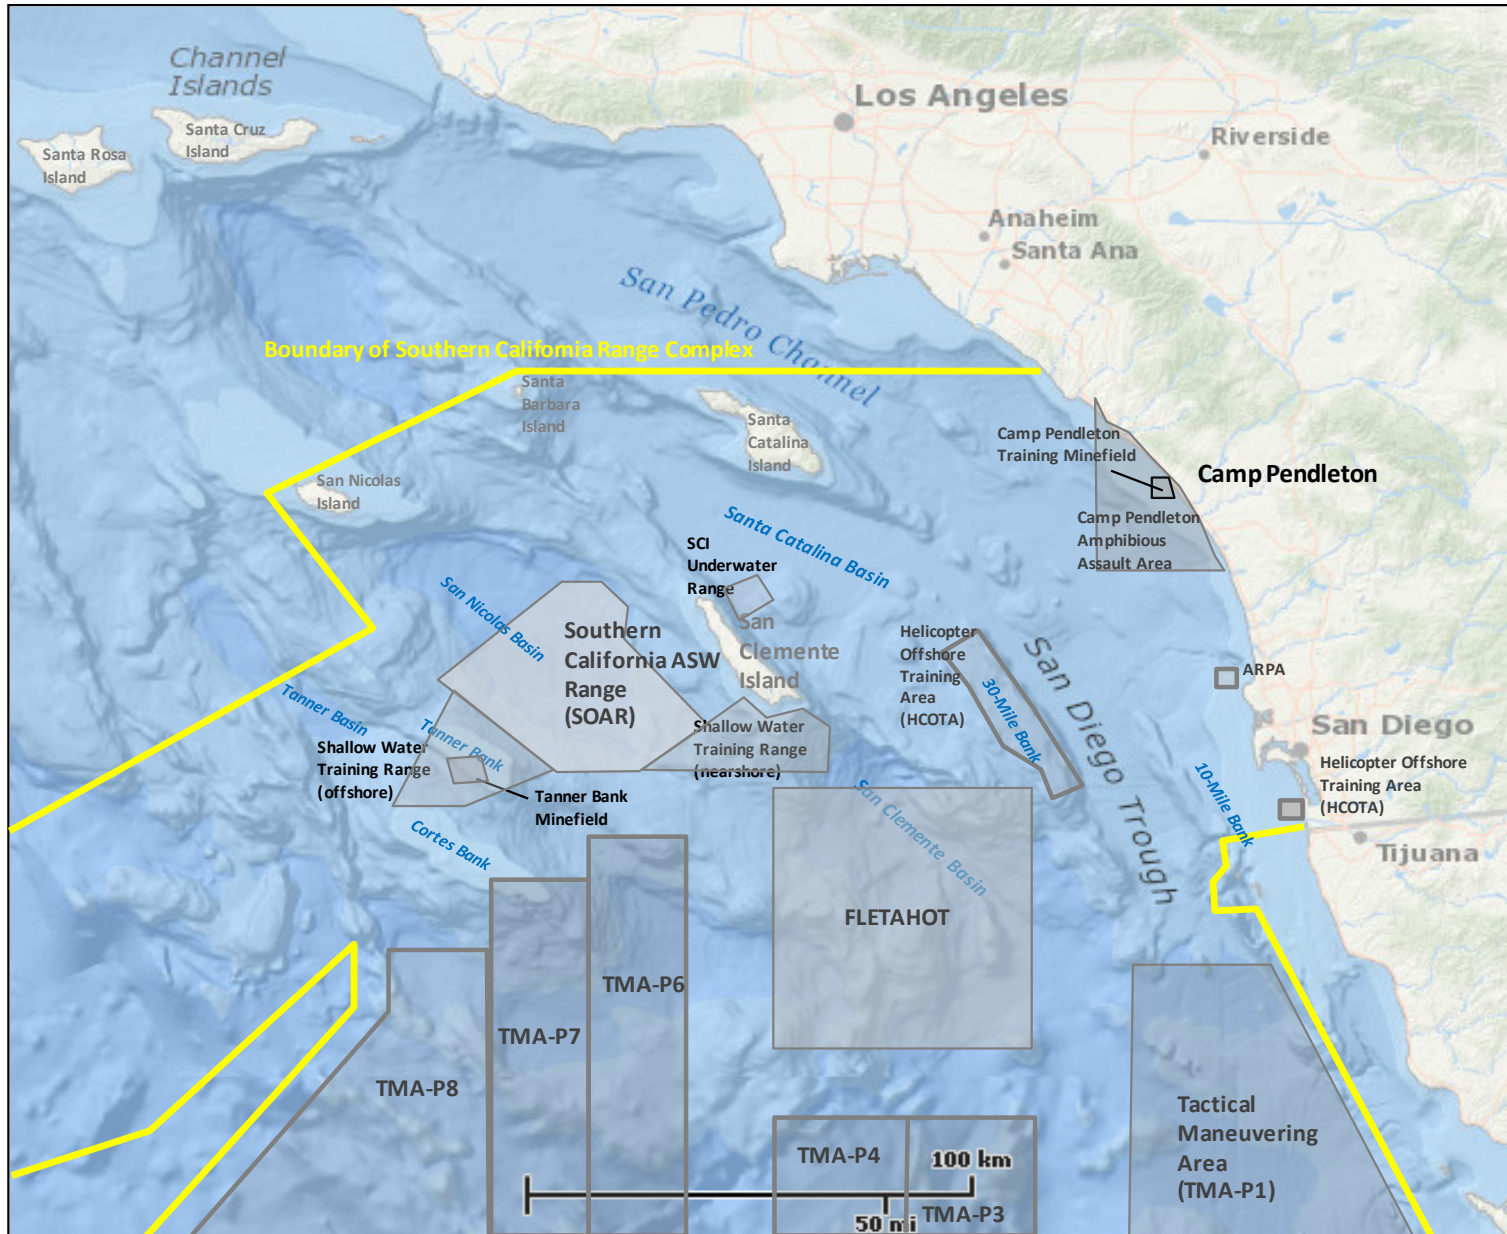 Channel
Islands
Santa Cruz
Island
Santa Rosa
Island
Los Angeles
Riverside
Anaheim
Santa Ana
San Pedro Channel
Boundary of Southern California Range Complex
Santa
Barbara
Island
Santa
Catalina
Island
San Nicolas
Island
Camp Pendleton
Training Minefield
Camp Pendleton
Camp Pendleton
Amphibious
Assault Area
Santa Catalina Basin
SCI
Underwater
Range
San Nicolas Basin
San
Clemente
Island
Southern
California ASW
Range
(SOAR)
Helicopter
Offshore
Training
Area
(HCOTA)
30-Mile Bank
San Diego Trough
ARPA
San Diego
Tanner Basin
Tanner Bank
Shallow Water
Training Range
(offshore)
Shallow Water
Training Range
(nearshore)
Tanner Bank
Minefield
Helicopter Offshore
Training Area
(HCOTA)
10-Mile Bank
Tijuana
Cortes Bank
San Clemente Basin
FLETAHOT
TMA-P6
TMA-P7
TMA-P8
Tactical
Maneuvering
Area
(TMA-P1)
TMA-P4
100 km
50 mi
TMA-P3